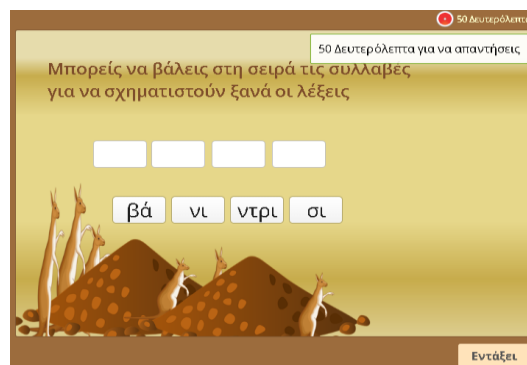 50 Δευτερόλεπτ
50 Δευτερόλεπτα για να απαντήσεις
Μπορείς να βάλεις στη σειρά τις συλλαβές
για να σχηματιστούν ξανά οι λέξεις
βά νι ντρι σι
Εντάξει